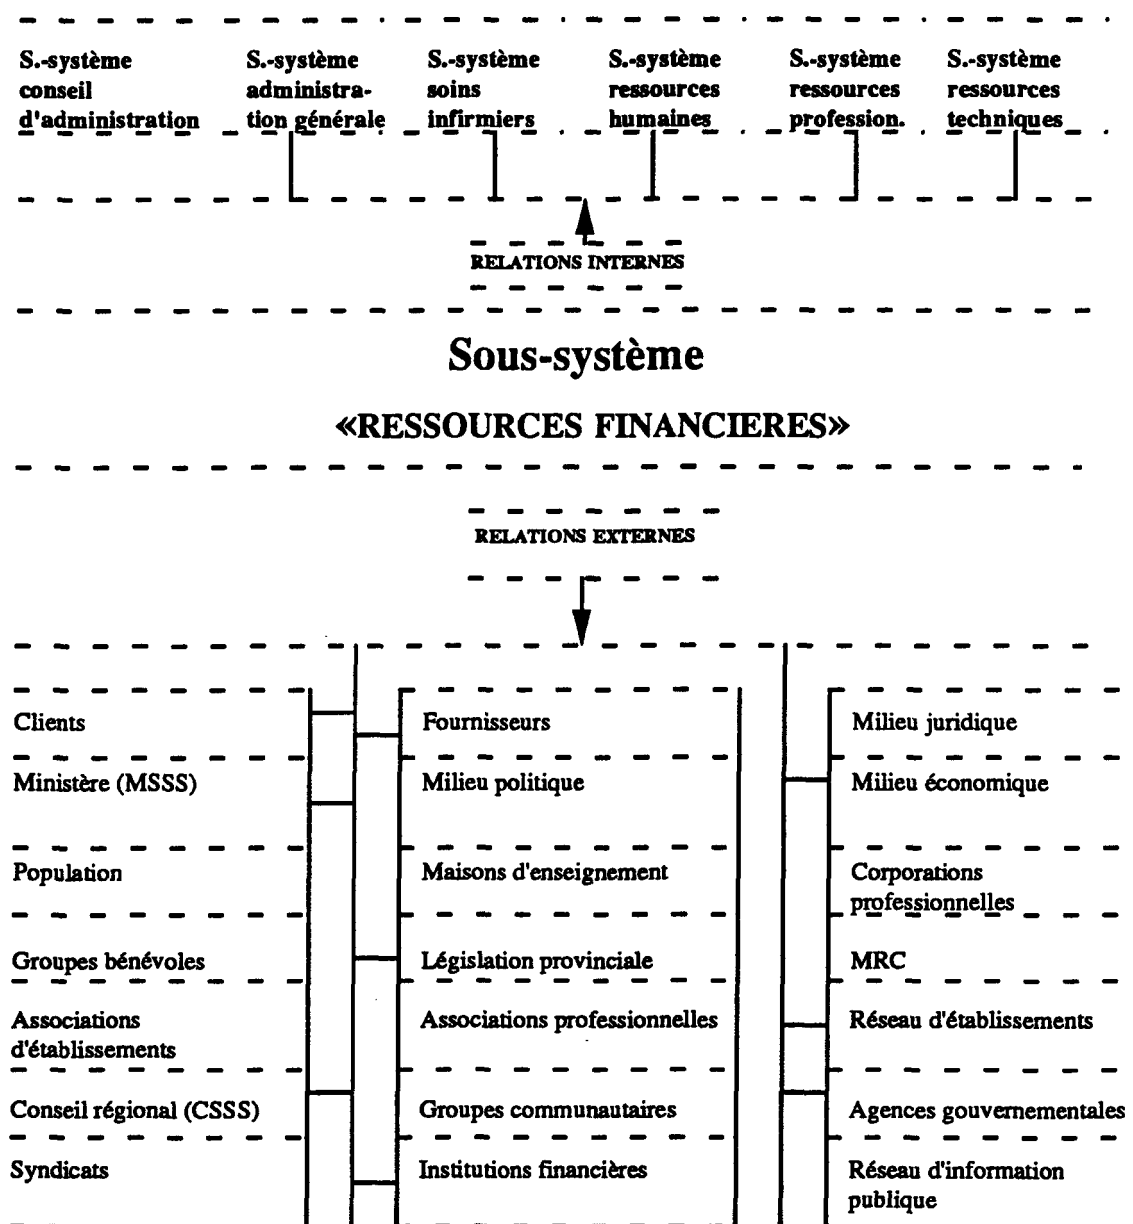 S.-système
conseil
d'administration
S.-système
administra-
tion générale
S.-système
soins
infirmiers
S.-système
ressources
humaines
S.-système
ressources
profession.
S.-système
ressources
techniques
RELATIONS INTERNES
Sous-système
«RESSOURCES FINANCIERES»
RELATIONS EXTERNES
Clients
Ministère (MSSS)
Population
Groupes bénévoles
Associations
d'établissements
Conseil régional (CSSS)
Syndicats
Fournisseurs
Milieu politique
Maisons d'enseignement
Législation provinciale
Associations professionnelles
Groupes communautaires
Institutions financières
Milieu juridique
Milieu économique
Corporations
professionnelles
MRC
Réseau d'établissements
Agences gouvernementales
Réseau d'information
publique